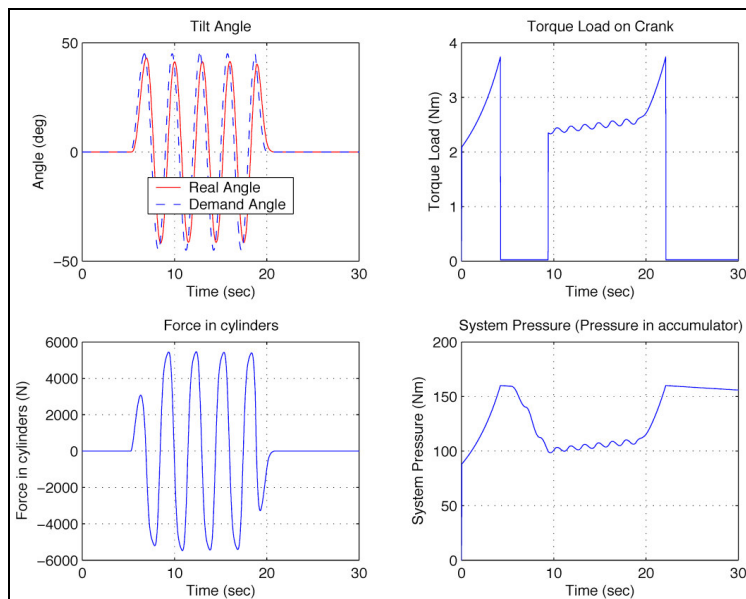 Tilt Angle
50
0
−50
Angle (deg)
Real Angle
Demand Angle
0
10
20
30
Time (sec)
Torque Load on Crank
4
3
2
1
0
Torque Load (Nm)
0
10
20
30
Time (sec)
Force in cylinders
6000
4000
2000
0
−2000
−4000
−6000
Force in cylinders (N)
0
10
20
30
Time (sec)
System Pressure (Pressure in accumulator)
200
150
100
50
0
System Pressure (Nm)
0
10
20
30
Time (sec)